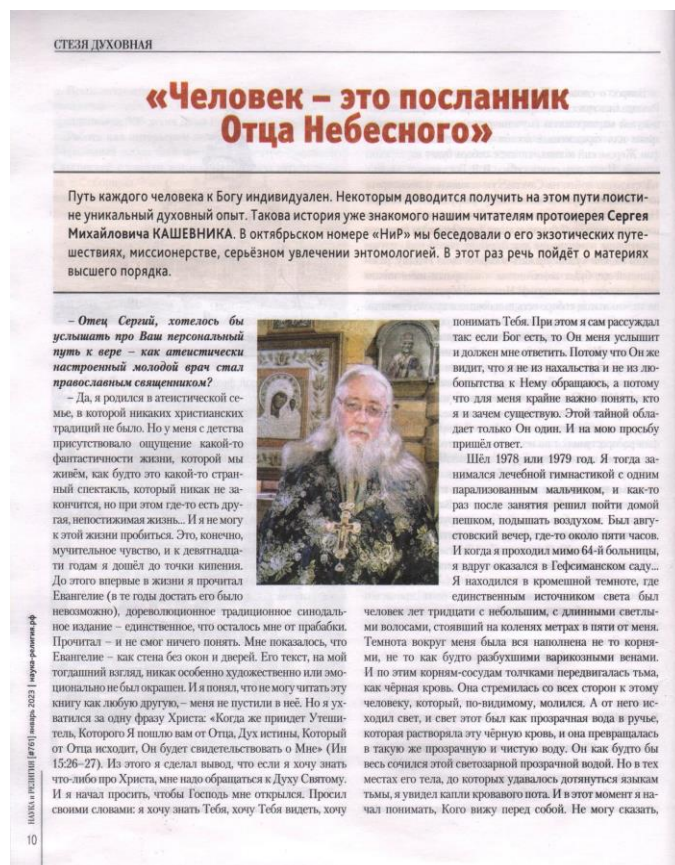 СТЕЗЯ ДУХОВНАЯ
«Человек – это посланник
Отца Небесного»
Путь каждого человека к Богу индивидуален. Некоторым доводится получить на этом пути поисти-
не уникальный духовный опыт. Такова история уже знакомого нашим читателям протоиерея Сергея
Михайловича КАШЕВНИКА. В октябрьском номере «НиР» мы беседовали о его экзотических путе-
шествиях, миссионерстве, серьёзном увлечении энтомологией. В этот раз речь пойдёт о материях
высшего порядка.
– Отец Сергий, хотелось бы
услышать про Ваш персональный
путь к вере – как атеистически
настроенный молодой врач стал
православным священником?
– Да, я родился в атеистической се-
мье, в которой никаких христианских
традиций не было. Но у меня с детства
присутствовало ощущение какой-то
фантастичности жизни, которой мы
живём, как будто это какой-то стран-
ный спектакль, который никак не за-
кончится, но при этом где-то есть дру-
гая, непостижимая жизнь... И я не могу
к этой жизни пробиться. Это, конечно,
мучительное чувство, и к девятнадца-
ти годам я дошёл до точки кипения.
До этого впервые в жизни я прочитал
Евангелие (в те годы достать его было
невозможно), дореволюционное традиционное синодаль-
ное издание – единственное, что осталось мне от прабабки.
Прочитал – и не смог ничего понять. Мне показалось, что
Евангелие – как стена без окон и дверей. Его текст, на мой
тогдашний взгляд, никак особенно художественно или эмо-
ционально не был окрашен. И я понял, что не могу читать эту
книгу как любую другую, – меня не пустили в неё. Но я ух-
ватился за одну фразу Христа: «Когда же приидет Утеши-
тель, Которого Я пошлю вам от Отца, Дух истины, Который
от Отца исходит, Он будет свидетельствовать о Мне» (Ин
15:26–27). Из этого я сделал вывод, что если я хочу знать
что-либо про Христа, мне надо обращаться к Духу Святому.
И я начал просить, чтобы Господь мне открылся. Просил
своими словами: я хочу знать Тебя, хочу Тебя видеть, хочу
понимать Тебя. При этом я сам рассуждал
так: если Бог есть, то Он меня услышит
и должен мне ответить. Потому что Он же
видит, что я не из нахальства и не из лю-
бопытства к Нему обращаюсь, а потому
что для меня крайне важно понять, кто
я и зачем существую. Этой тайной обла-
дает только Он один. И на мою просьбу
пришёл ответ.
Шёл 1978 или 1979 год. Я тогда за-
нимался лечебной гимнастикой с одним
парализованным мальчиком, и как-то
раз после занятия решил пойти домой
пешком, подышать воздухом. Был авгу-
стовский вечер, где-то около пяти часов.
И когда я проходил мимо 64-й больницы,
я вдруг оказался в Гефсиманском саду...
Я находился в кромешной темноте, где
единственным источником света был
человек лет тридцати с небольшим, с длинными светлы-
ми волосами, стоявший на коленях метрах в пяти от меня.
Темнота вокруг меня была вся наполнена не то корня-
ми, не то как будто разбухшими варикозными венами.
И по этим корням-сосудам толчками передвигалась тьма,
как чёрная кровь. Она стремилась со всех сторон к этому
человеку, который, по-видимому, молился. А от него ис-
ходил свет, и свет этот был как прозрачная вода в ручье,
которая растворяла эту чёрную кровь, и она превращалась
в такую же прозрачную и чистую воду. Он как будто бы
весь сочился этой светозарной прозрачной водой. Но в тех
местах его тела, до которых удавалось дотянуться языкам
тьмы, я увидел капли кровавого пота. И в этот момент я на-
чал понимать, Кого вижу перед собой. Не могу сказать,
НАУКА и РЕЛИГИЯ [#761] январь 2023 | наука-религия.рф
10